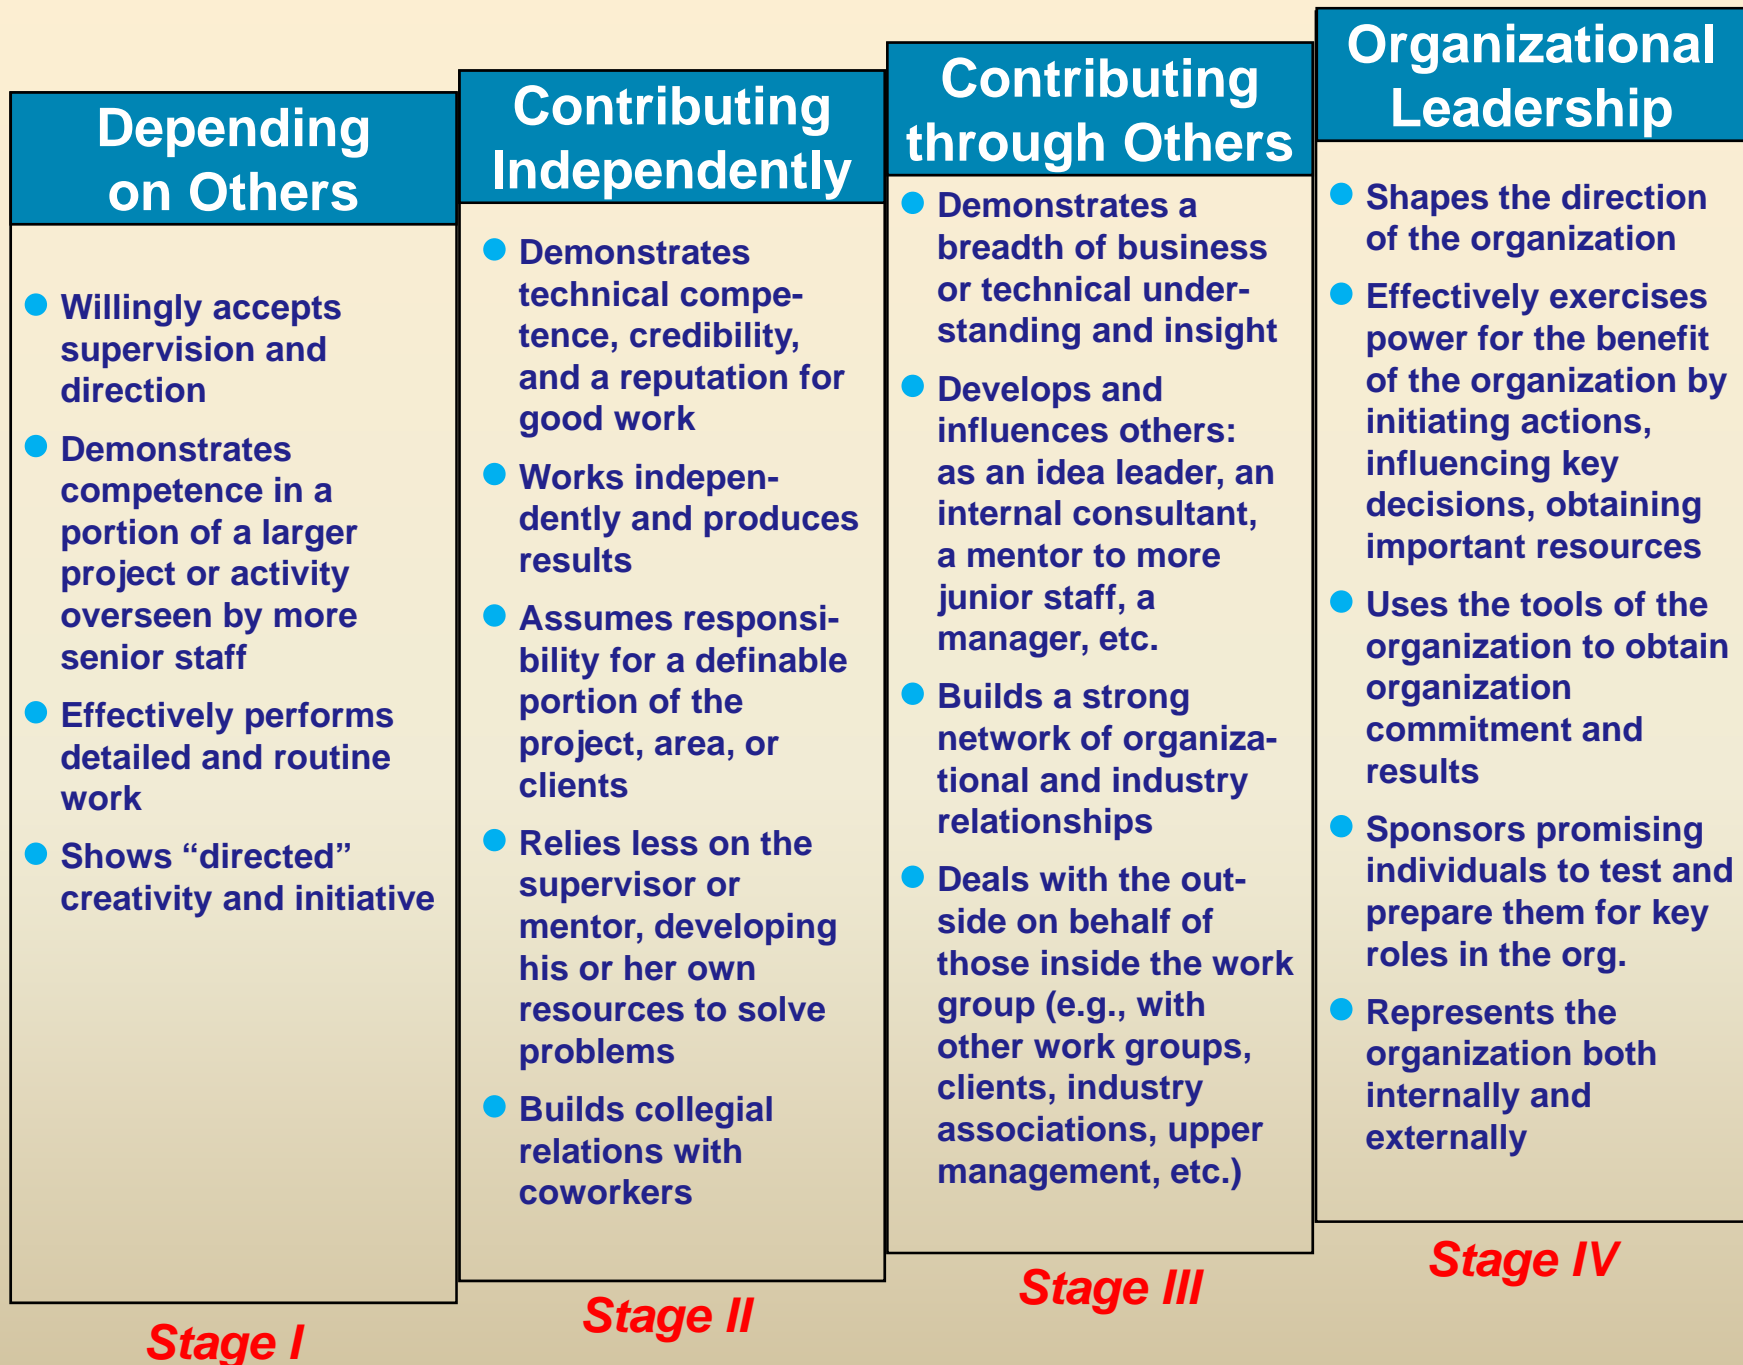 Depending
on Others
Willingly accepts
supervision and
direction
Demonstrates
competence in a
portion of a larger
project or activity
overseen by more
senior staff
Effectively performs
detailed and routine
work
Shows “directed”
creativity and initiative
Stage I
Contributing
Independently
Demonstrates
technical compe-
tence, credibility,
and a reputation for
good work
Works indepen-
dently and produces
results
Assumes responsi-
bility for a definable
portion of the
project, area, or
clients
Relies less on the
supervisor or
mentor, developing
his or her own
resources to solve
problems
Builds collegial
relations with
coworkers
Stage II
Contributing
through Others
Demonstrates a
breadth of business
or technical under-
standing and insight
Develops and
influences others:
as an idea leader, an
internal consultant,
a mentor to more
junior staff, a
manager, etc.
Builds a strong
network of organiza-
tional and industry
relationships
Deals with the out-
side on behalf of
those inside the work
group (e.g., with
other work groups,
clients, industry
associations, upper
management, etc.)
Stage III
Organizational
Leadership
Shapes the direction
of the organization
Effectively exercises
power for the benefit
of the organization by
initiating actions,
influencing key
decisions, obtaining
important resources
Uses the tools of the
organization to obtain
organization
commitment and
results
Sponsors promising
individuals to test and
prepare them for key
roles in the org.
Represents the
organization both
internally and
externally
Stage IV